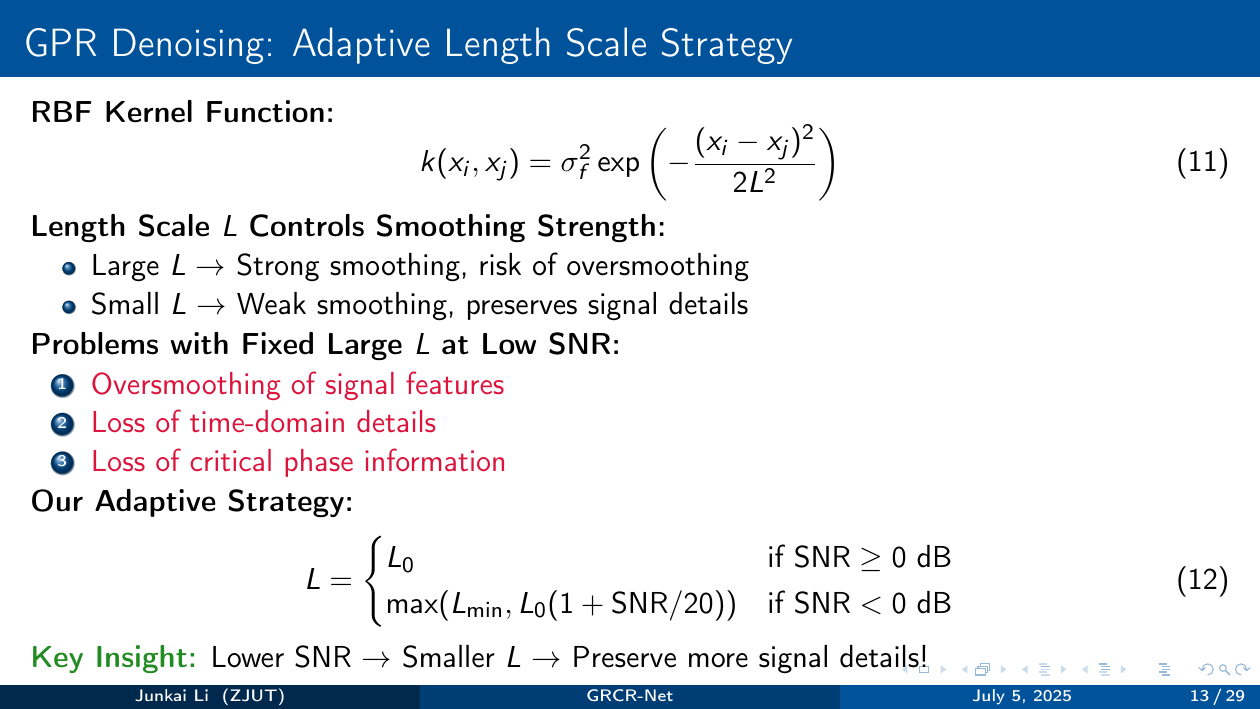 GPR Denoising: Adaptive Length Scale Strategy
RBF Kernel Function:
k(x_i, x_j) = σ_f^2 exp(−(x_i − x_j)^2 / 2L^2) (11)
Length Scale L Controls Smoothing Strength:
Large L → Strong smoothing, risk of oversmoothing
Small L → Weak smoothing, preserves signal details
Problems with Fixed Large L at Low SNR:
1 Oversmoothing of signal features
2 Loss of time-domain details
3 Loss of critical phase information
Our Adaptive Strategy:
L = { L_0 if SNR ≥ 0 dB
max(L_min, L_0(1 + SNR/20)) if SNR < 0 dB (12)
Key Insight: Lower SNR → Smaller L → Preserve more signal details!
Junkai Li (ZJUT) GRCR-Net July 5, 2025 13 / 29